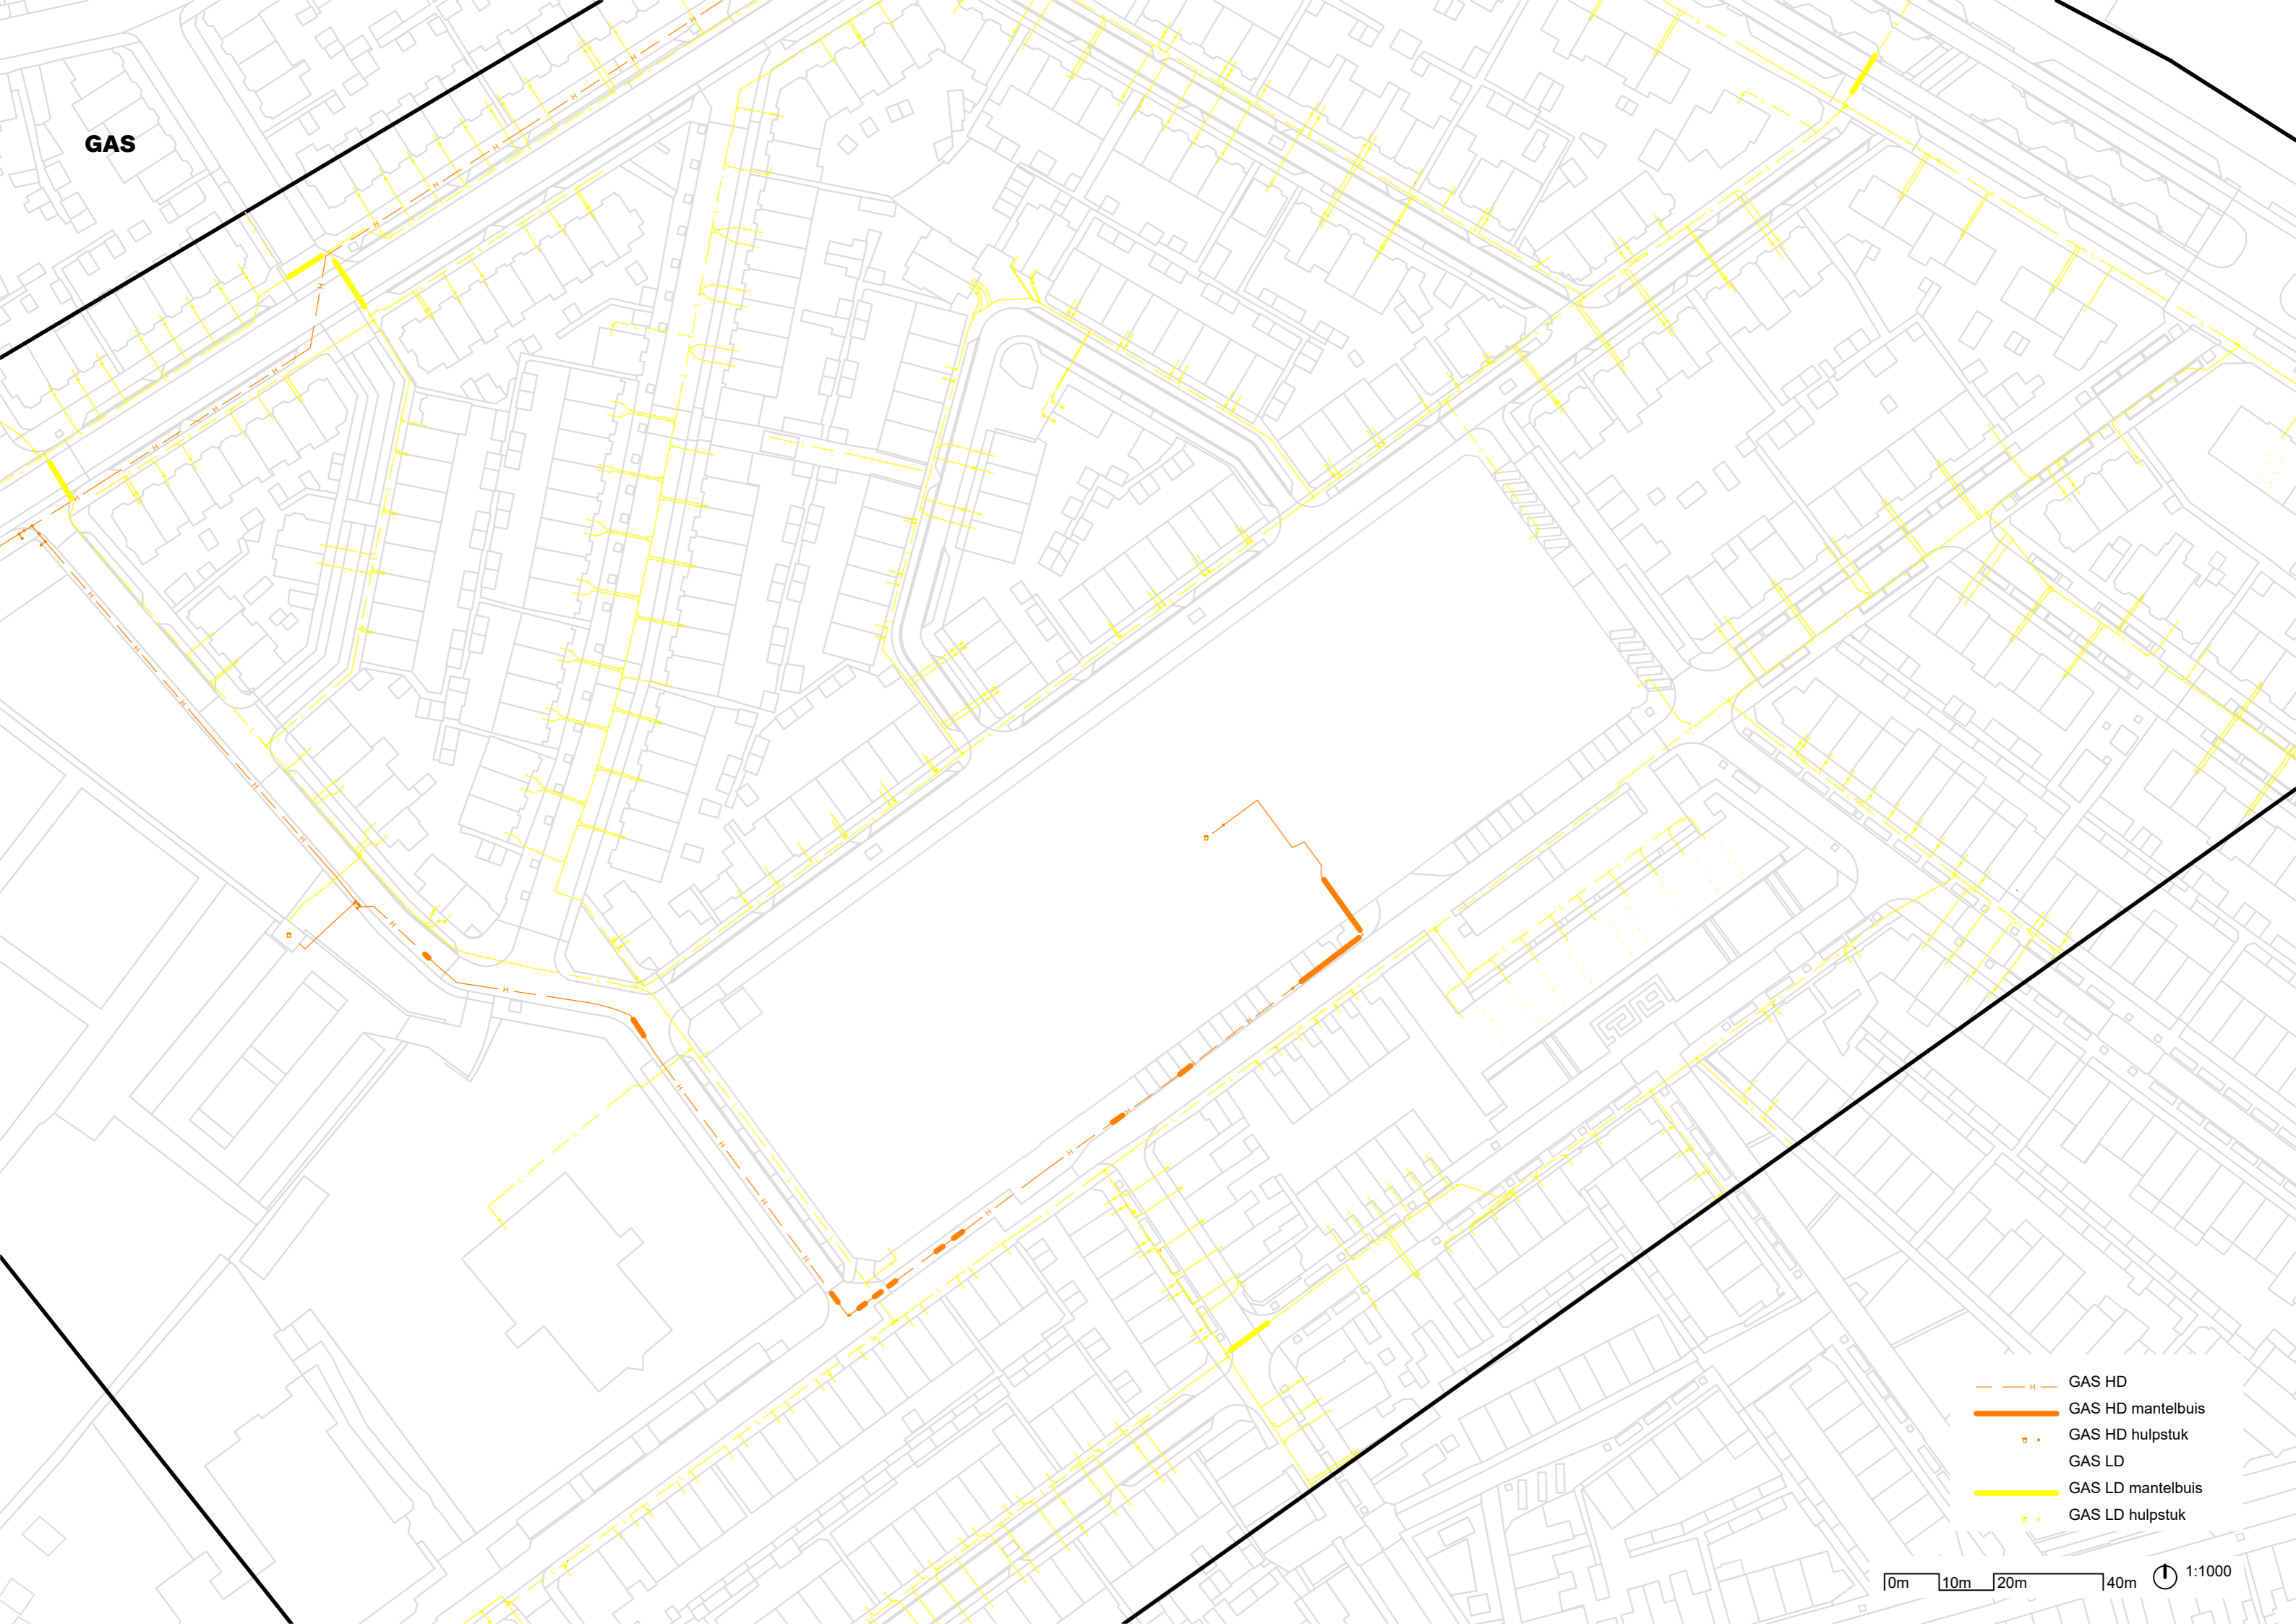 GAS
GAS HD
GAS HD mantelbuis
GAS HD hulpstuk
GAS LD
GAS LD mantelbuis
GAS LD hulpstuk
0m 10m 20m 40m 1:1000